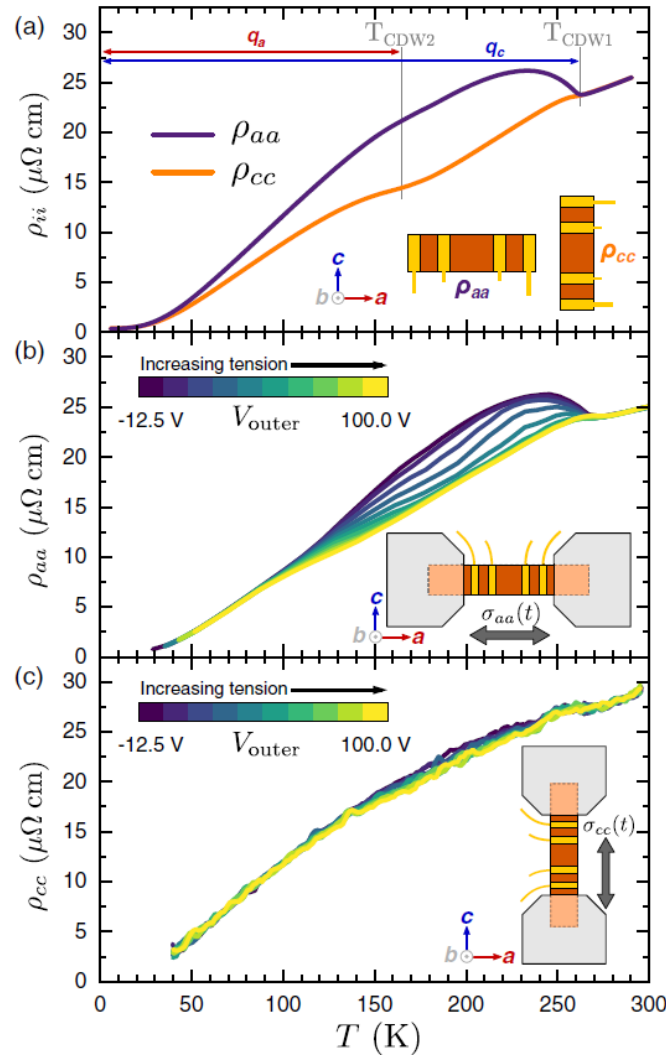 (a)
q_a
T_CDW2
q_c
T_CDW1
ρ_aa
ρ_cc
c
b a
ρ_aa
ρ_cc
30
25
20
15
10
5
0
ρ_ii (μΩ cm)
(b)
Increasing tension
-12.5 V V_outer 100.0 V
c
b a
σ_aa(t)
30
25
20
15
10
5
0
ρ_aa (μΩ cm)
(c)
Increasing tension
-12.5 V V_outer 100.0 V
σ_cc(t)
c
b a
30
25
20
15
10
5
0
ρ_cc (μΩ cm)
0 50 100 150 200 250 300
T (K)